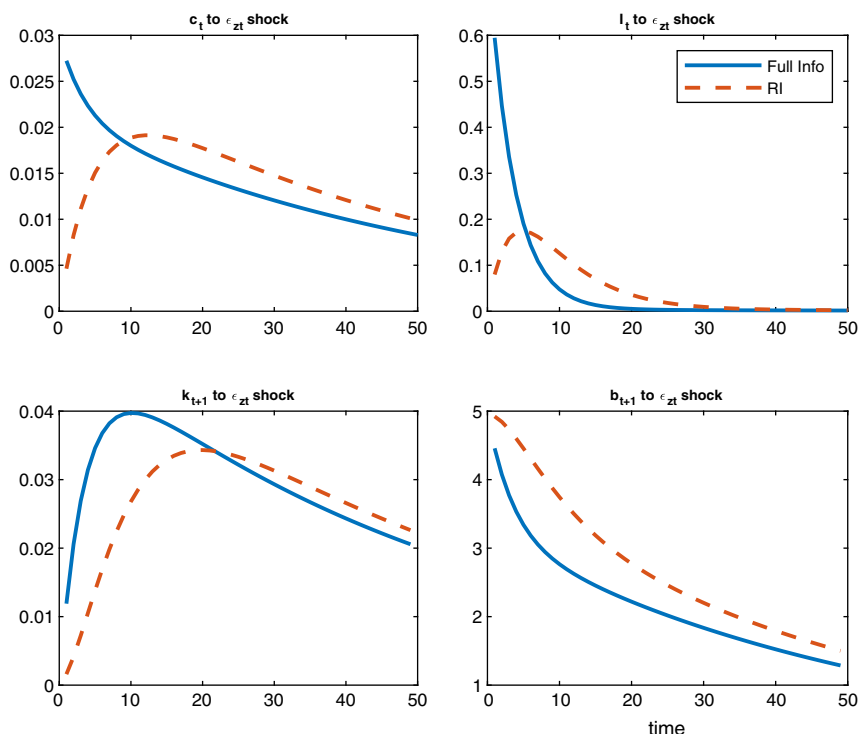 c_t to ϵ_zt shock
0.03
0.025
0.02
0.015
0.01
0.005
0
0 10 20 30 40 50
I_t to ϵ_zt shock
0.6
0.5
0.4
0.3
0.2
0.1
0
0 10 20 30 40 50
Full Info
RI
k_t+1 to ϵ_zt shock
0.04
0.03
0.02
0.01
0
0 10 20 30 40 50
b_t+1 to ϵ_zt shock
5
4
3
2
1
0 10 20 30 40 50
time